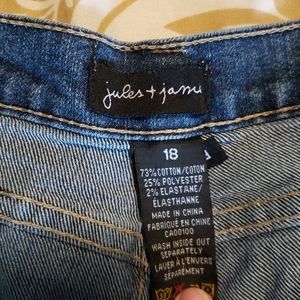 jules + jami
18
73% COTTON/COTON
25% POLYESTER
2% ELASTANE/
ÉLASTHANNE
MADE IN CHINA
FABRIQUÉ EN CHINE
CA00100
WASH INSIDE OUT
SEPARATELY
LAVER À L'ENVERS
SÉPARÉMENT